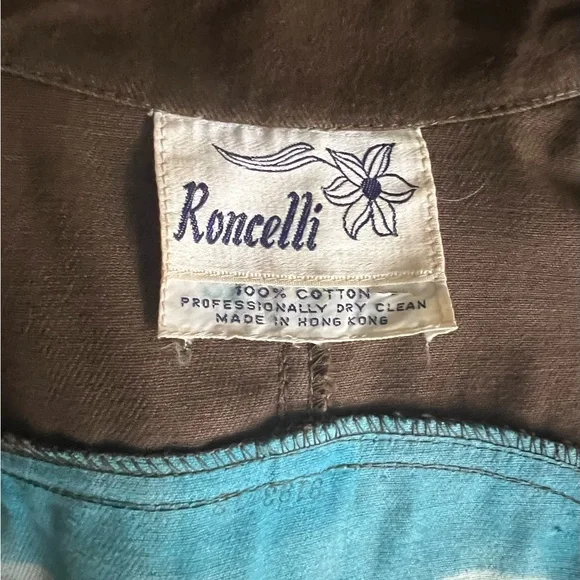 Roncelli
100% COTTON
PROFESSIONALLY DRY CLEAN
MADE IN HONG KONG